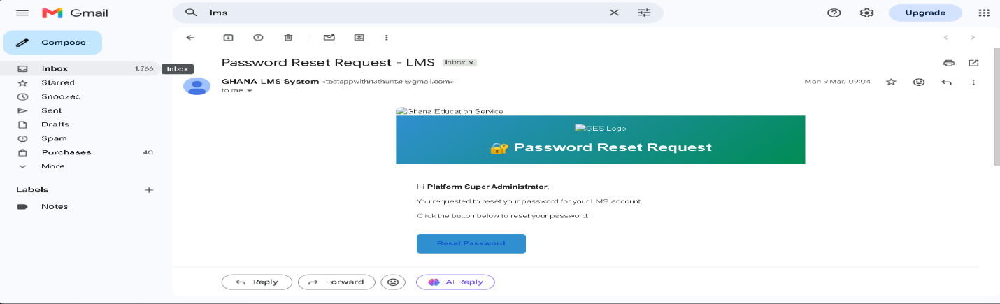 Gmail
lms
Upgrade
Compose
Inbox 1,766
Inbox
Starred
Snoozed
Sent
Drafts
Spam
Purchases 40
More
Labels
Notes
Password Reset Request - LMS Inbox ×
GHANA LMS System <testappwithn3thunt3r@gmail.com> Mon 9 Mar, 09:04
to me
Ghana Education Service
GES Logo
Password Reset Request
Hi Platform Super Administrator,
You requested to reset your password for your LMS account.
Click the button below to reset your password:
Reset Password
Reply
Forward
AI Reply